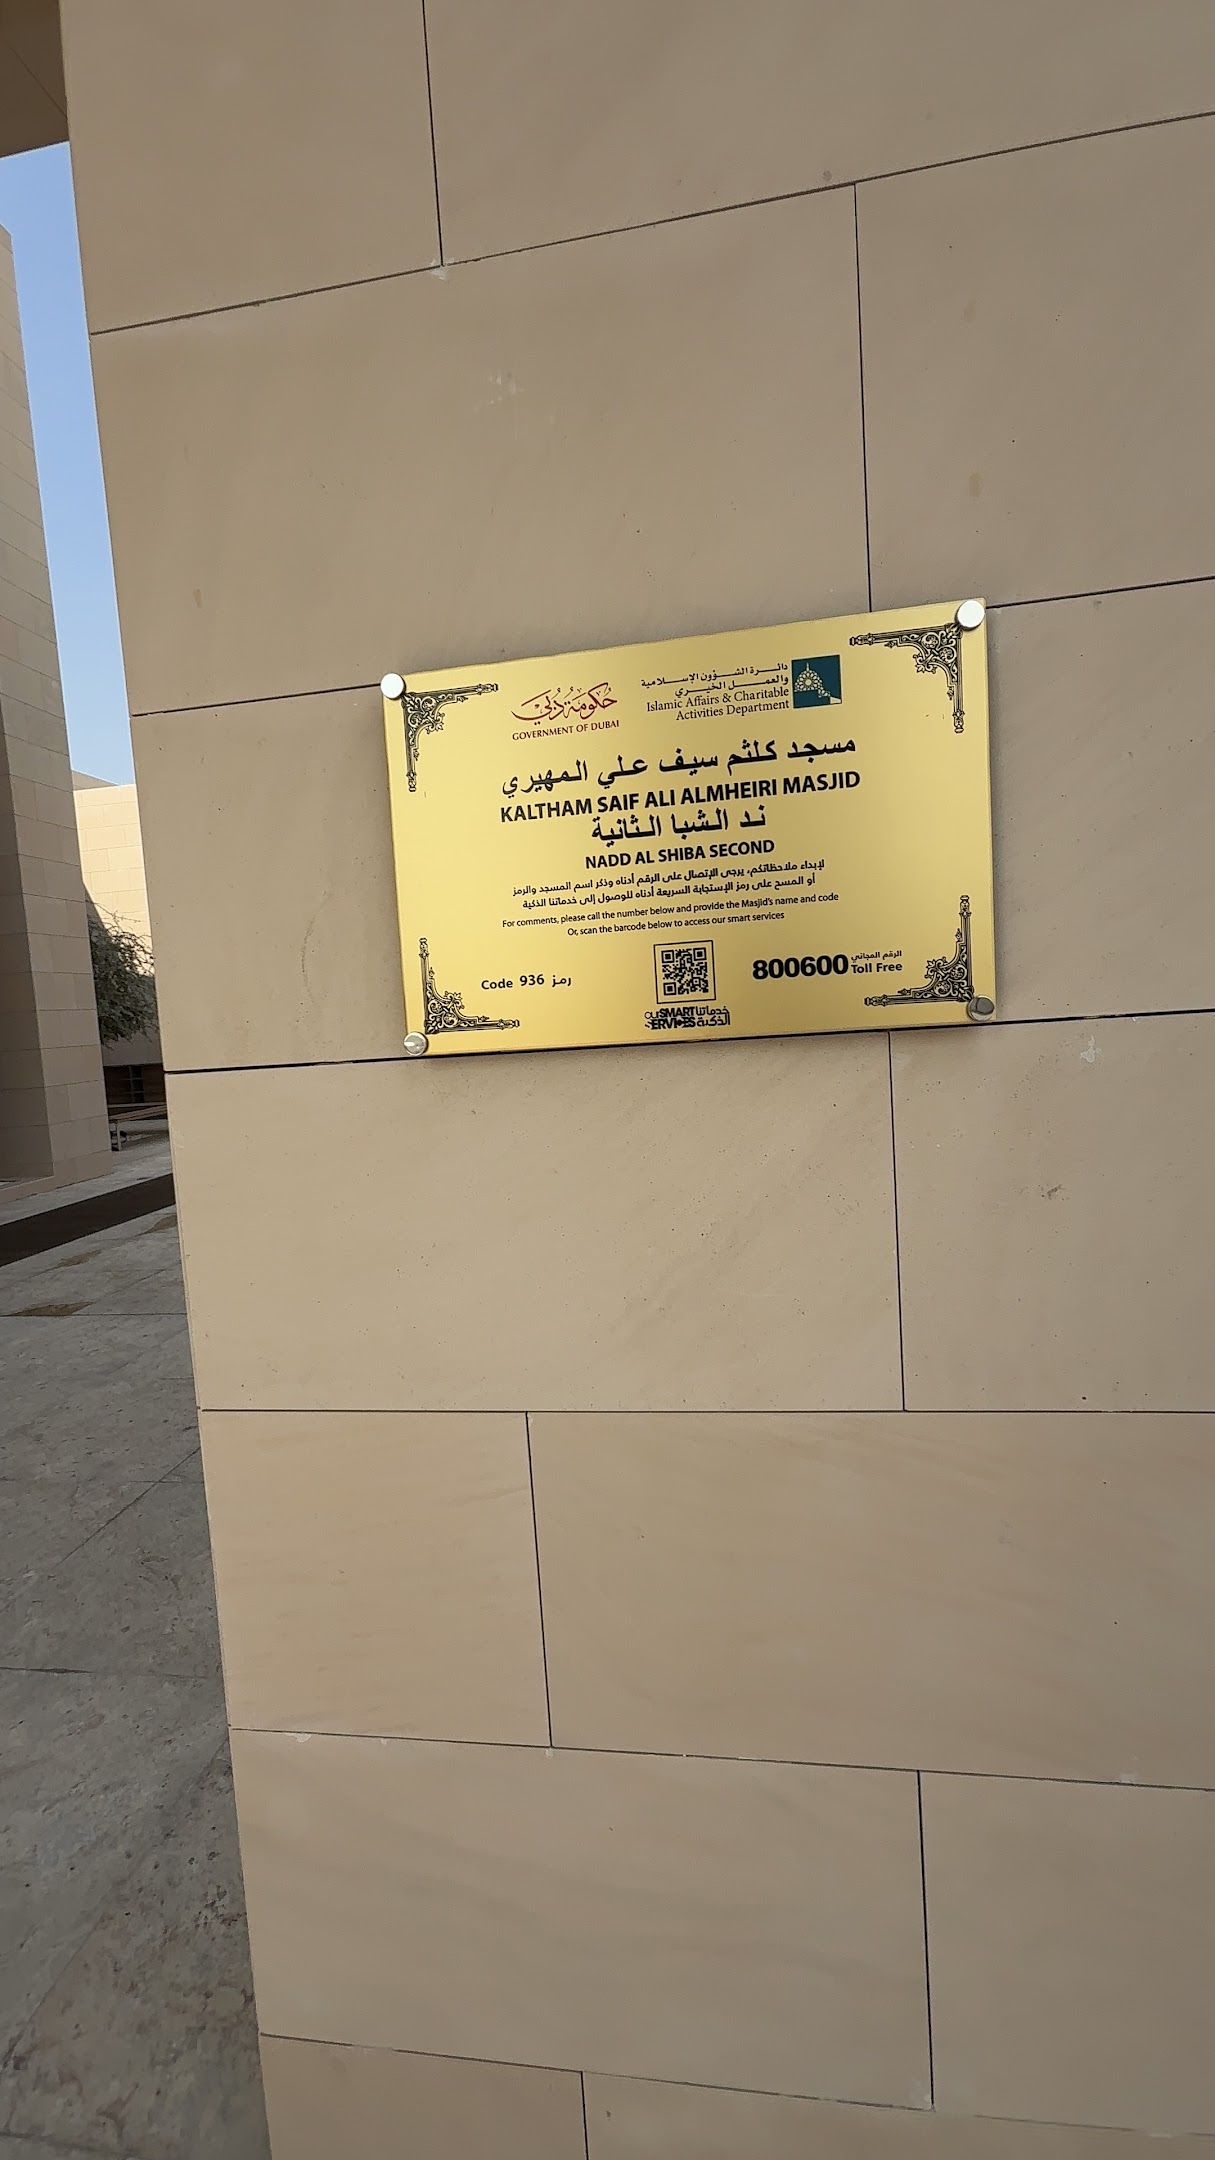 حكومة دبي
GOVERNMENT OF DUBAI
دائرة الشؤون الإسلامية
والعمل الخيري
Islamic Affairs & Charitable
Activities Department
مسجد كلثم سيف علي المهيري
KALTHAM SAIF ALI ALMHEIRI MASJID
ند الشبا الثانية
NADD AL SHIBA SECOND
لإبداء ملاحظاتكم، يرجى الإتصال على الرقم أدناه وذكر اسم المسجد والرمز
أو المسح على رمز الإستجابة السريعة أدناه للوصول إلى خدماتنا الذكية
For comments, please call the number below and provide the Masjid's name and code
Or, scan the barcode below to access our smart services
Code 936 رمز
800600 الرقم المجاني
Toll Free
OUR SMART خدماتنا
SERVICES الذكية